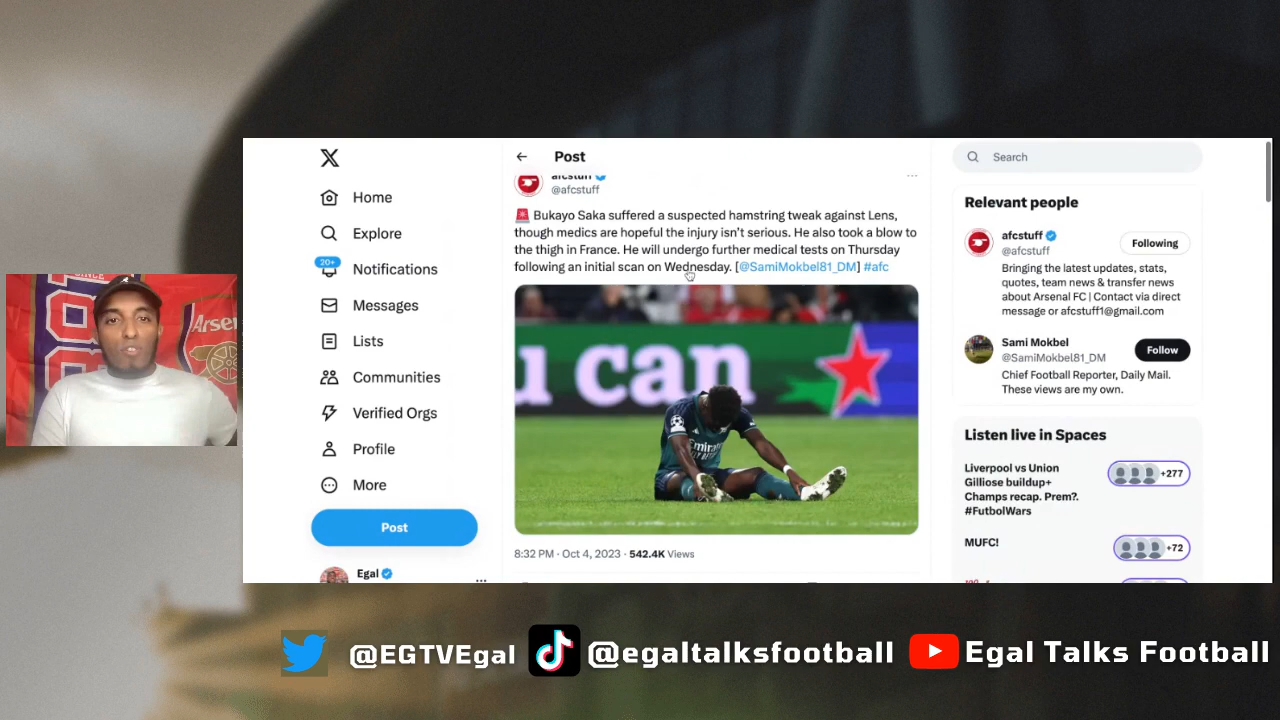 Post
Search
Home
Explore
20+
Notifications
Messages
Lists
Communities
Verified Orgs
Profile
More
Post
Egal
afcstuff
@afcstuff
🚨 Bukayo Saka suffered a suspected hamstring tweak against Lens,
though medics are hopeful the injury isn't serious. He also took a blow to
the thigh in France. He will undergo further medical tests on Thursday
following an initial scan on Wednesday. [@SamiMokbel81_DM] #afc
u can
Emirates
8:32 PM · Oct 4, 2023 · 542.4K Views
Relevant people
afcstuff
@afcstuff
Following
Bringing the latest updates, stats,
quotes, team news & transfer news
about Arsenal FC | Contact via direct
message or afcstuff1@gmail.com
Sami Mokbel
@SamiMokbel81_DM
Follow
Chief Football Reporter, Daily Mail.
These views are my own.
Listen live in Spaces
Liverpool vs Union
Gilliose buildup+
Champs recap. Prem?.
#FutbolWars
+277
MUFC!
+72
SINCE
Arse
@EGTVEgal
@egaltalksfootball
Egal Talks Football